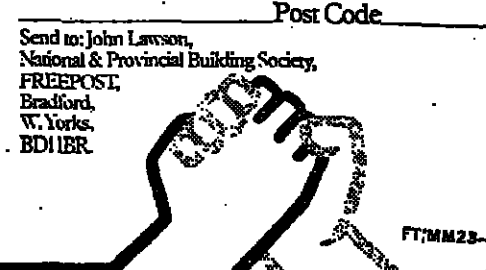 Post Code
Send to: John Lawson,
National & Provincial Building Society,
FREEPOST,
Bradford,
W. Yorks,
BD1 1BR.
FT/MM23-